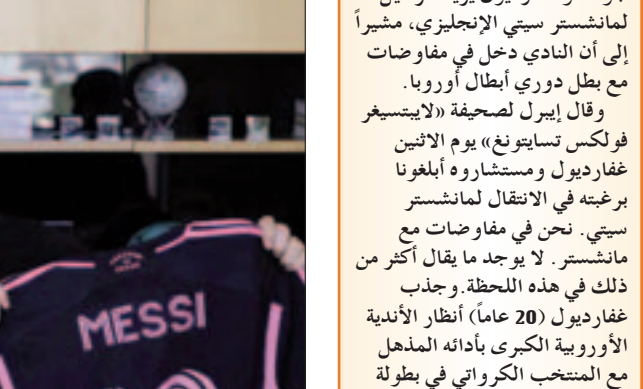 لمانشستر سيتي الإنجليزي، مشيراً
إلى أن النادي دخل في مفاوضات
مع بطل دوري أبطال أوروبا.
وقال إيبرل لصحيفة «لايبتسيغر
فولكس تسايتونغ» يوم الاثنين
غفارديول ومستشاروه أبلغونا
برغبته في الانتقال لمانشستر
سيتي. نحن في مفاوضات مع
مانشستر. لا يوجد ما يقال أكثر من
ذلك في هذه اللحظة.وجذب
غفارديول (20 عاماً) أنظار الأندية
الأوروبية الكبرى بأدائه المذهل
مع المنتخب الكرواتي في بطولة
MESSI